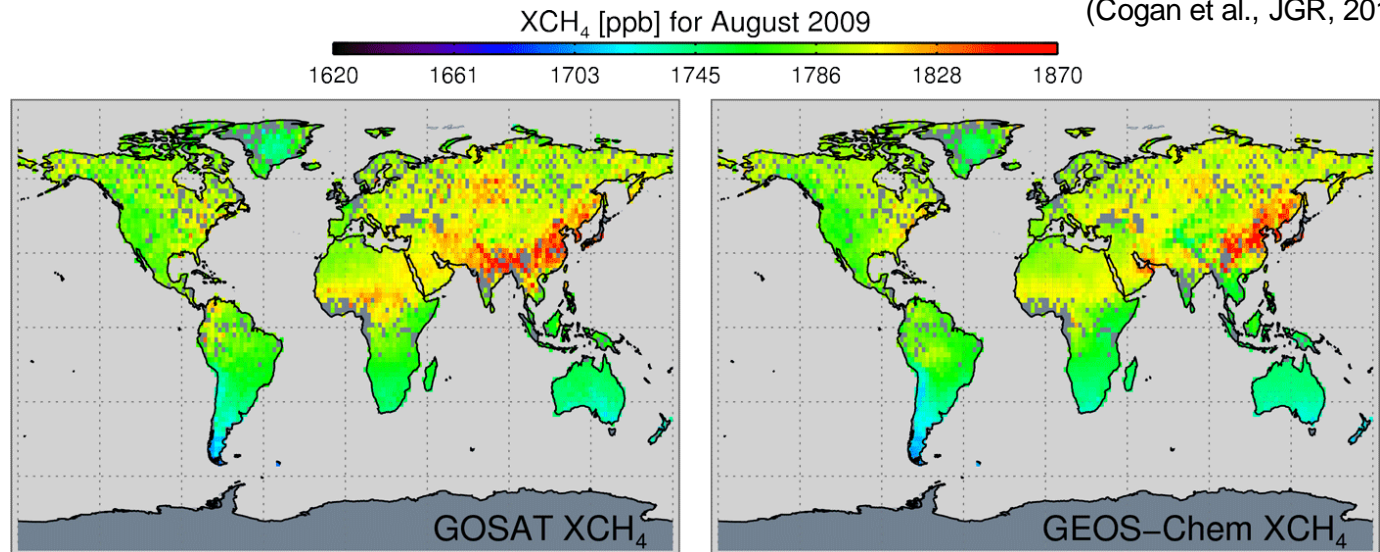 (Cogan et al., JGR, 20
XCH₄ [ppb] for August 2009
1620 1661 1703 1745 1786 1828 1870
GOSAT XCH₄
GEOS–Chem XCH₄